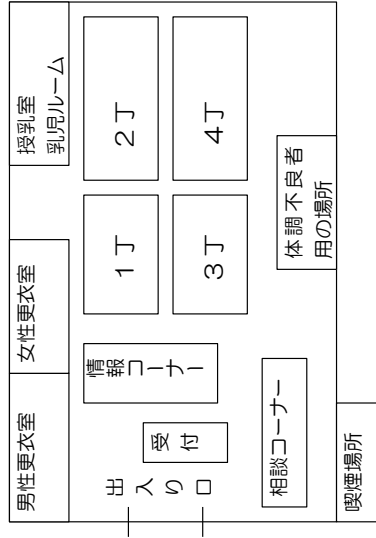 男性更衣室
女性更衣室
授乳室
乳児ルーム
出入り口
受付
情報コーナー
1丁
2丁
3丁
4丁
相談コーナー
体調不良者
用の場所
喫煙場所